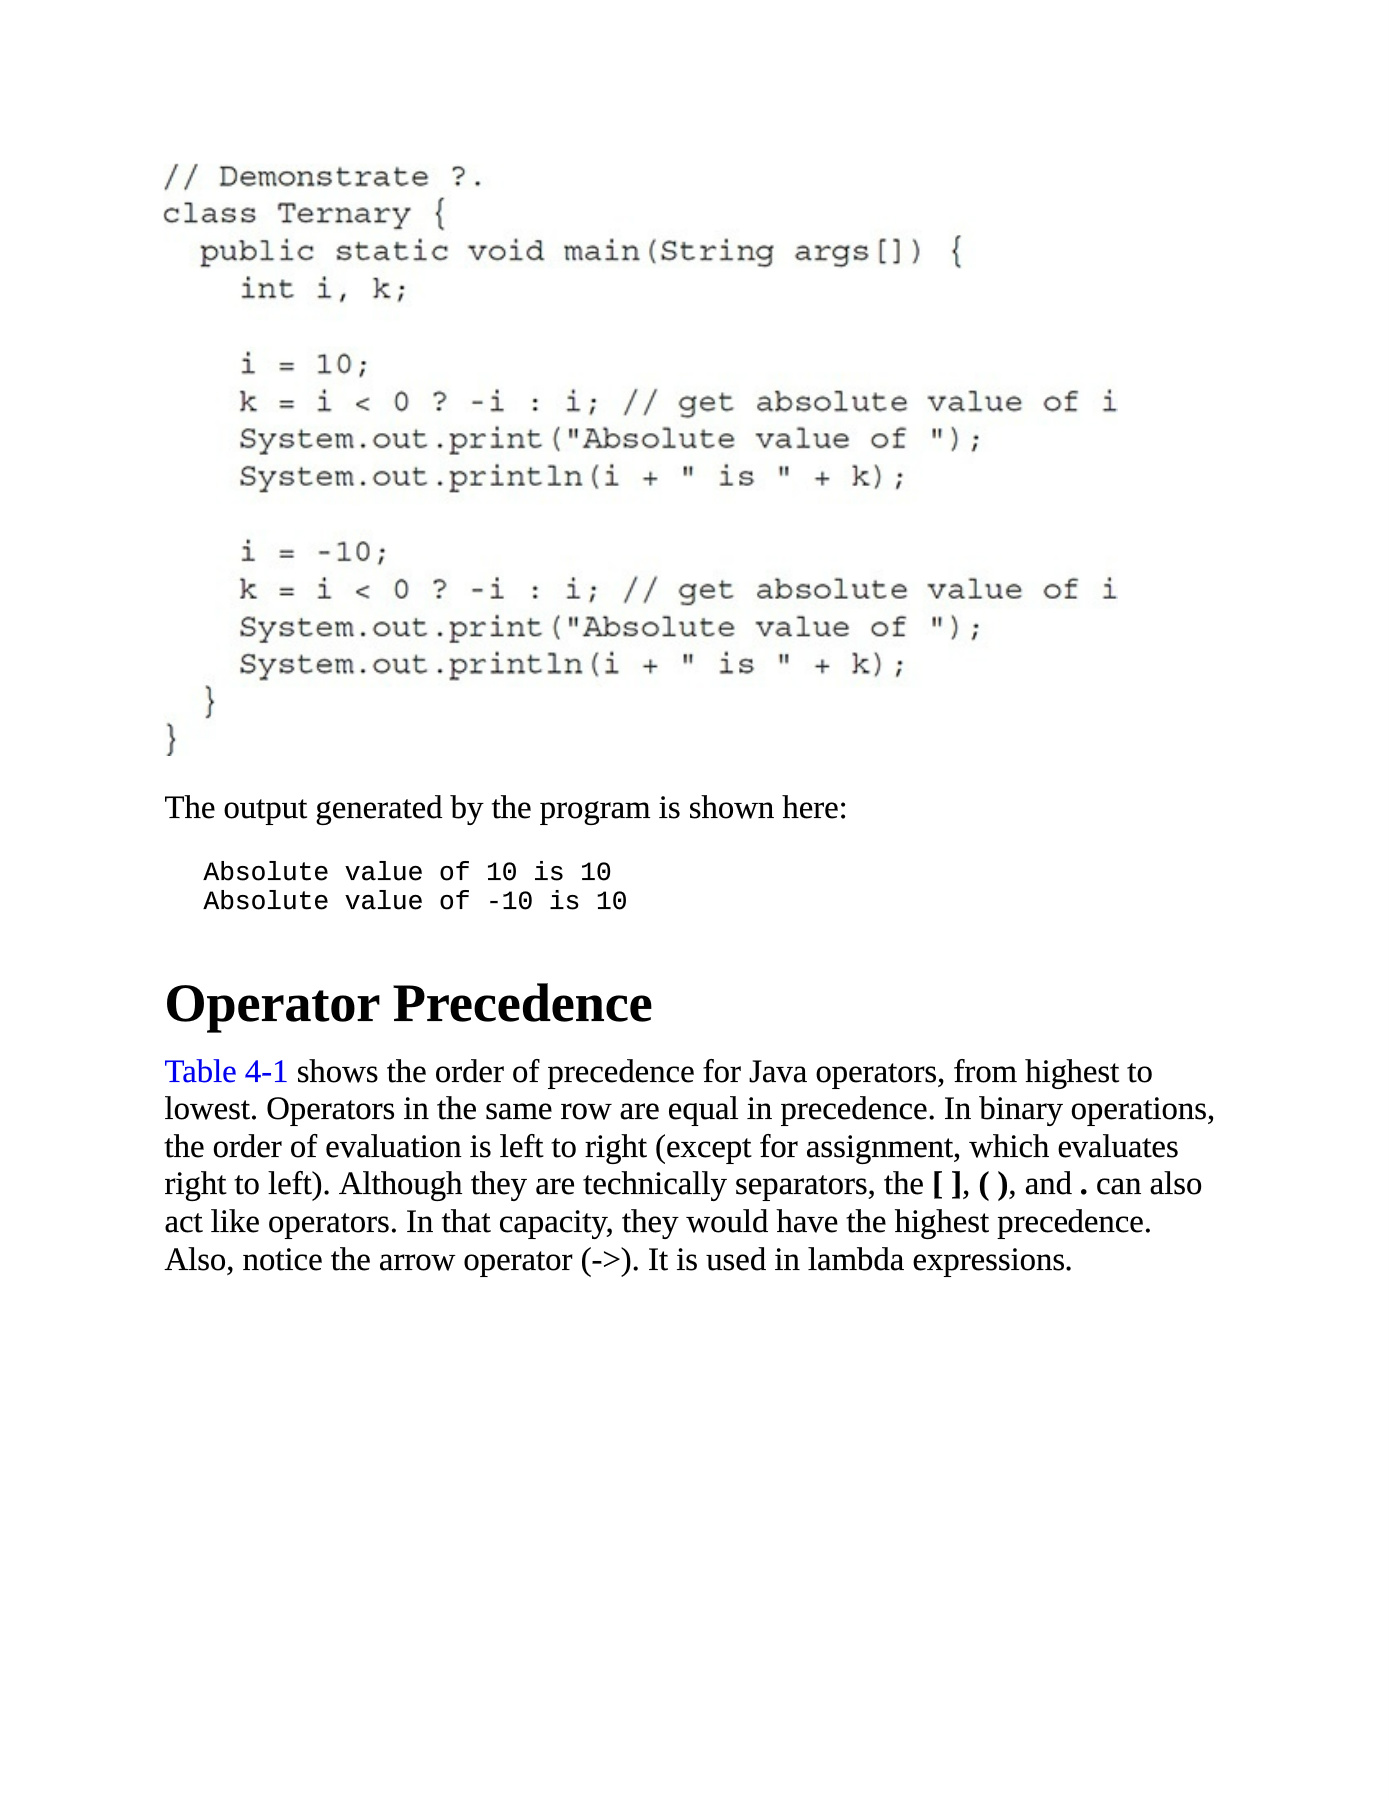 // Demonstrate ?.
class Ternary {
  public static void main(String args[]) {
    int i, k;

    i = 10;
    k = i < 0 ? -i : i; // get absolute value of i
    System.out.print("Absolute value of ");
    System.out.println(i + " is " + k);

    i = -10;
    k = i < 0 ? -i : i; // get absolute value of i
    System.out.print("Absolute value of ");
    System.out.println(i + " is " + k);
  }
}
The output generated by the program is shown here:
Absolute value of 10 is 10
Absolute value of -10 is 10
Operator Precedence
Table 4-1 shows the order of precedence for Java operators, from highest to
lowest. Operators in the same row are equal in precedence. In binary operations,
the order of evaluation is left to right (except for assignment, which evaluates
right to left). Although they are technically separators, the [ ], ( ), and . can also
act like operators. In that capacity, they would have the highest precedence.
Also, notice the arrow operator (->). It is used in lambda expressions.